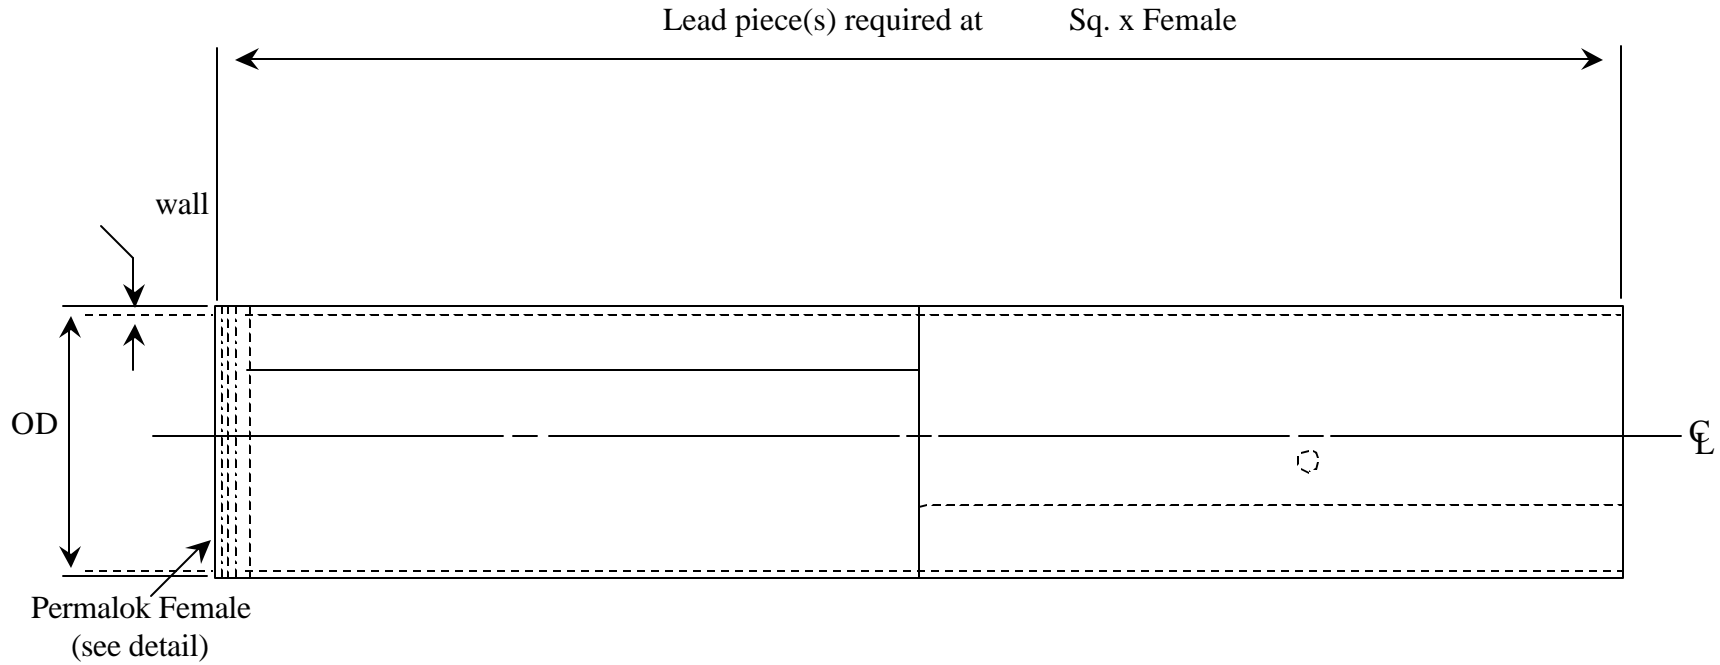 Lead piece(s) required at Sq. x Female
wall
OD
℄
Permalok Female
(see detail)